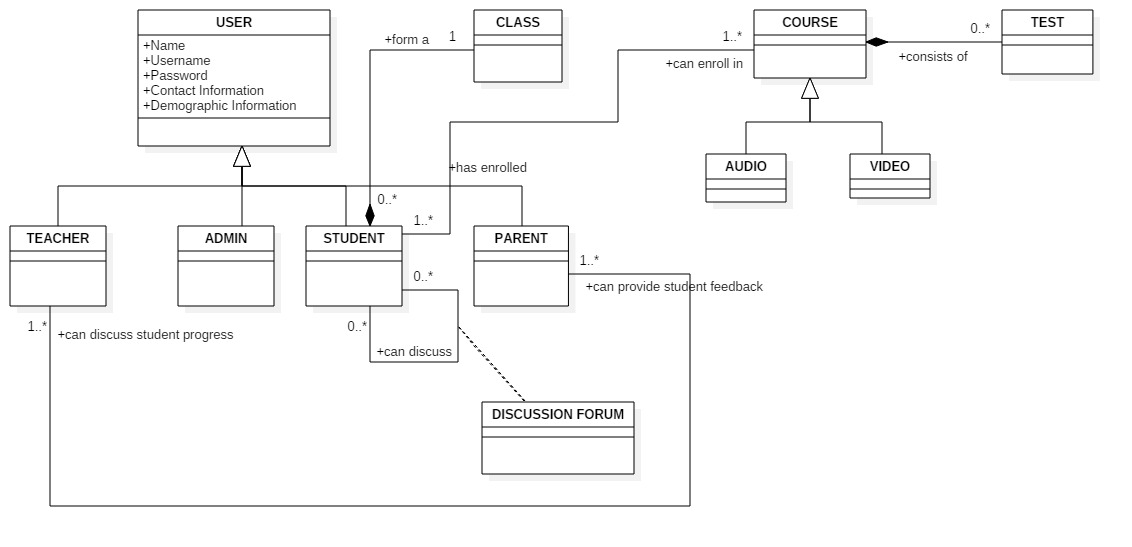 USER
+Name
+Username
+Password
+Contact Information
+Demographic Information
CLASS
+form a
1
COURSE
1..*
+can enroll in
TEST
0..*
+consists of
AUDIO
VIDEO
+has enrolled
0..*
1..*
TEACHER
ADMIN
STUDENT
PARENT
0..*
1..*
+can provide student feedback
1..*
+can discuss student progress
0..*
+can discuss
DISCUSSION FORUM